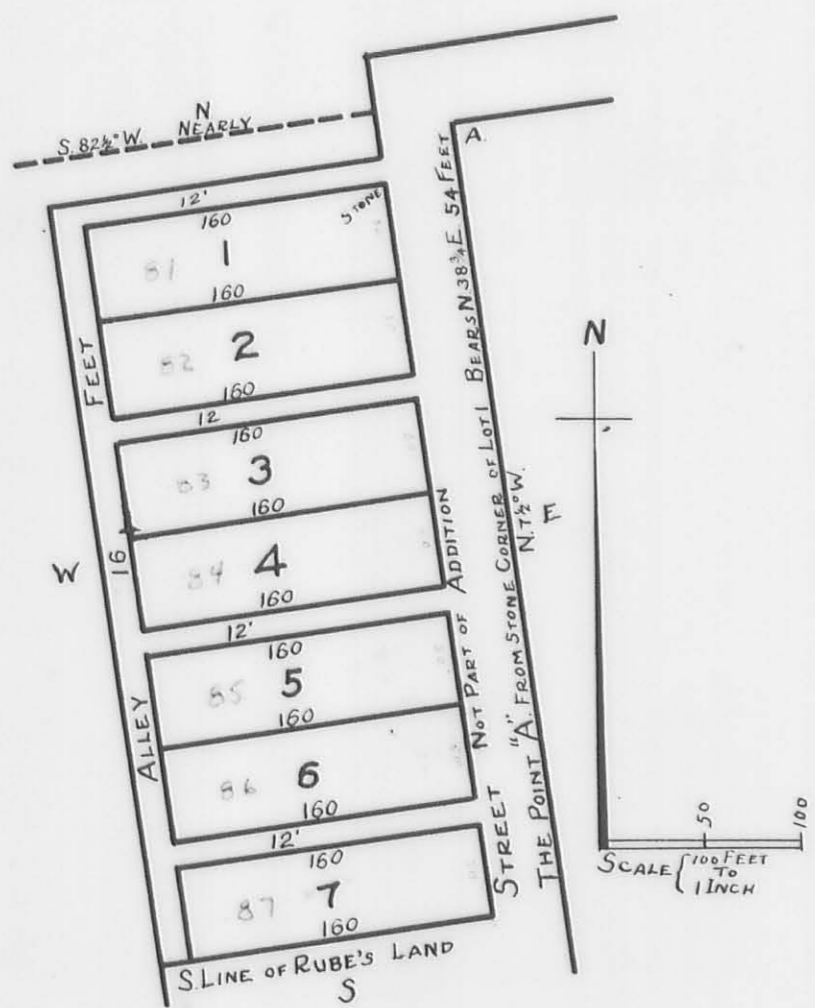 N
S. 82½° W. NEARLY
A.
12'
160
STONE
81 1
160
82 2
FEET
160
12
160
83 3
160
W
16
84 4
160
12'
160
85 5
160
ALLEY
86 6
160
12'
160
87 7
160
S. LINE OF RUBE'S LAND
S
STREET NOT PART OF ADDITION
THE POINT "A". FROM STONE CORNER OF LOT 1 BEARS N. 38¾ E. 54 FEET
N. 7½° W.
E
N
50
100
SCALE { 100 FEET
TO
1 INCH